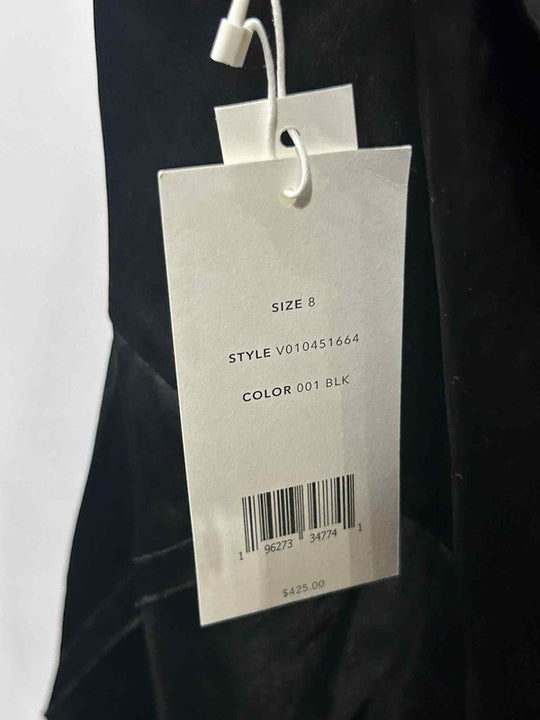 SIZE 8
STYLE V010451664
COLOR 001 BLK
1 96273 34774 1
$425.00